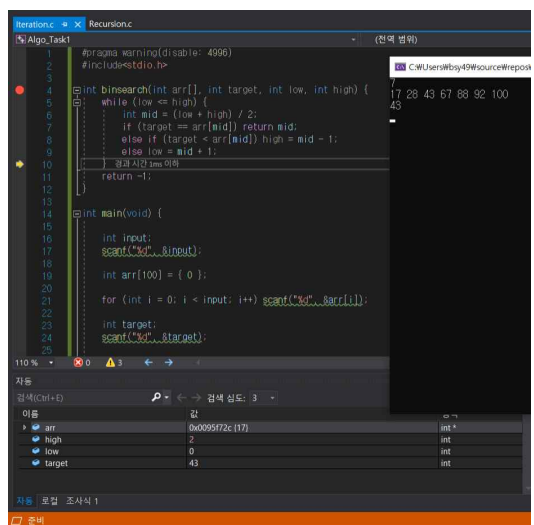 Iteration.c
Recursion.c
Algo_Task1
(전역 범위)
1 #pragma warning(disable: 4996)
2 #include<stdio.h>
3
4 int binsearch(int arr[], int target, int low, int high) {
5 while (low <= high) {
6 int mid = (low + high) / 2;
7 if (target == arr[mid]) return mid;
8 else if (target < arr[mid]) high = mid - 1;
9 else low = mid + 1;
10 } 경과 시간 1ms 이하
11 return -1;
12 }
13
14 int main(void) {
15
16 int input;
17 scanf("%d", &input);
18
19 int arr[100] = { 0 };
20
21 for (int i = 0; i < input; i++) scanf("%d", &arr[i]);
22
23 int target;
24 scanf("%d", &target);
25
C:₩Users₩bsy49₩source₩repos₩
7
17 28 43 67 88 92 100
43
110 % 0 3
자동
검색(Ctrl+E) 검색 심도: 3
이름 값 형식
arr 0x0095f72c {17} int *
high 2 int
low 0 int
target 43 int
자동 로컬 조사식 1
준비